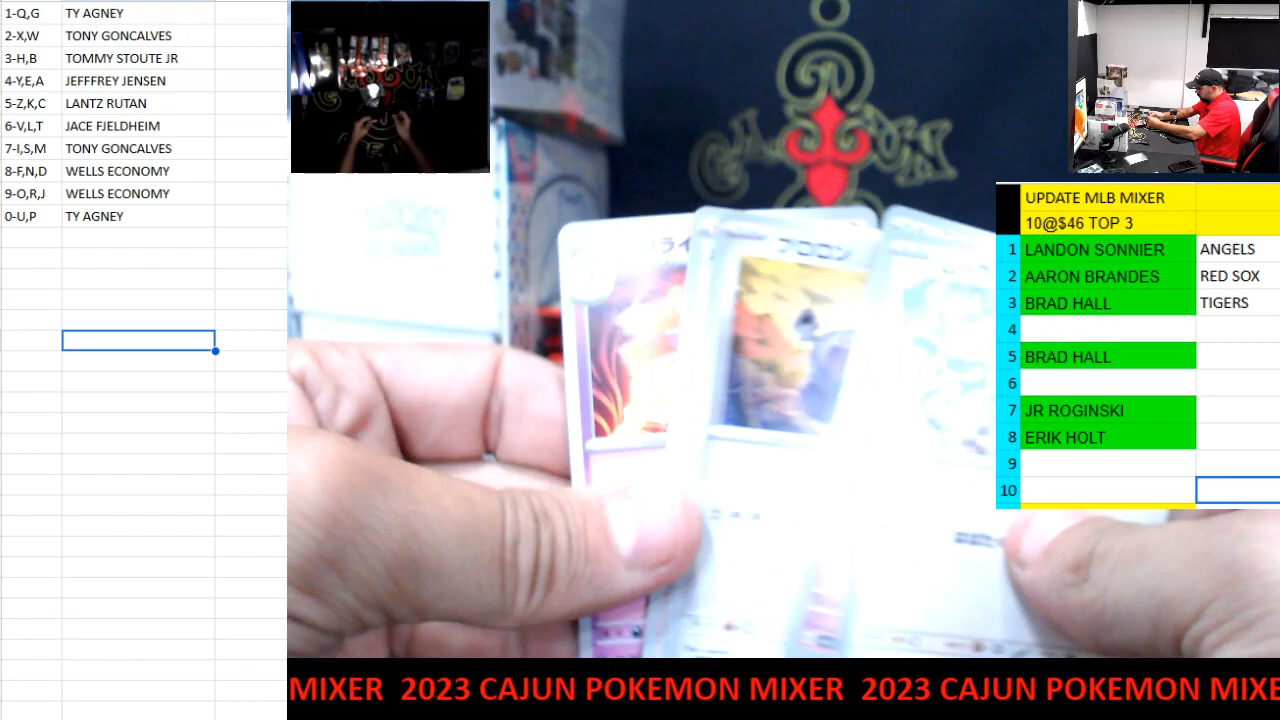 1-Q,G TY AGNEY
2-X,W TONY GONCALVES
3-H,B TOMMY STOUTE JR
4-Y,E,A JEFFFREY JENSEN
5-Z,K,C LANTZ RUTAN
6-V,L,T JACE FJELDHEIM
7-I,S,M TONY GONCALVES
8-F,N,D WELLS ECONOMY
9-O,R,J WELLS ECONOMY
0-U,P TY AGNEY
UPDATE MLB MIXER
10@$46 TOP 3
1 LANDON SONNIER ANGELS
2 AARON BRANDES RED SOX
3 BRAD HALL TIGERS
4
5 BRAD HALL
6
7 JR ROGINSKI
8 ERIK HOLT
9
10
MIXER 2023 CAJUN POKEMON MIXER 2023 CAJUN POKEMON MIXE